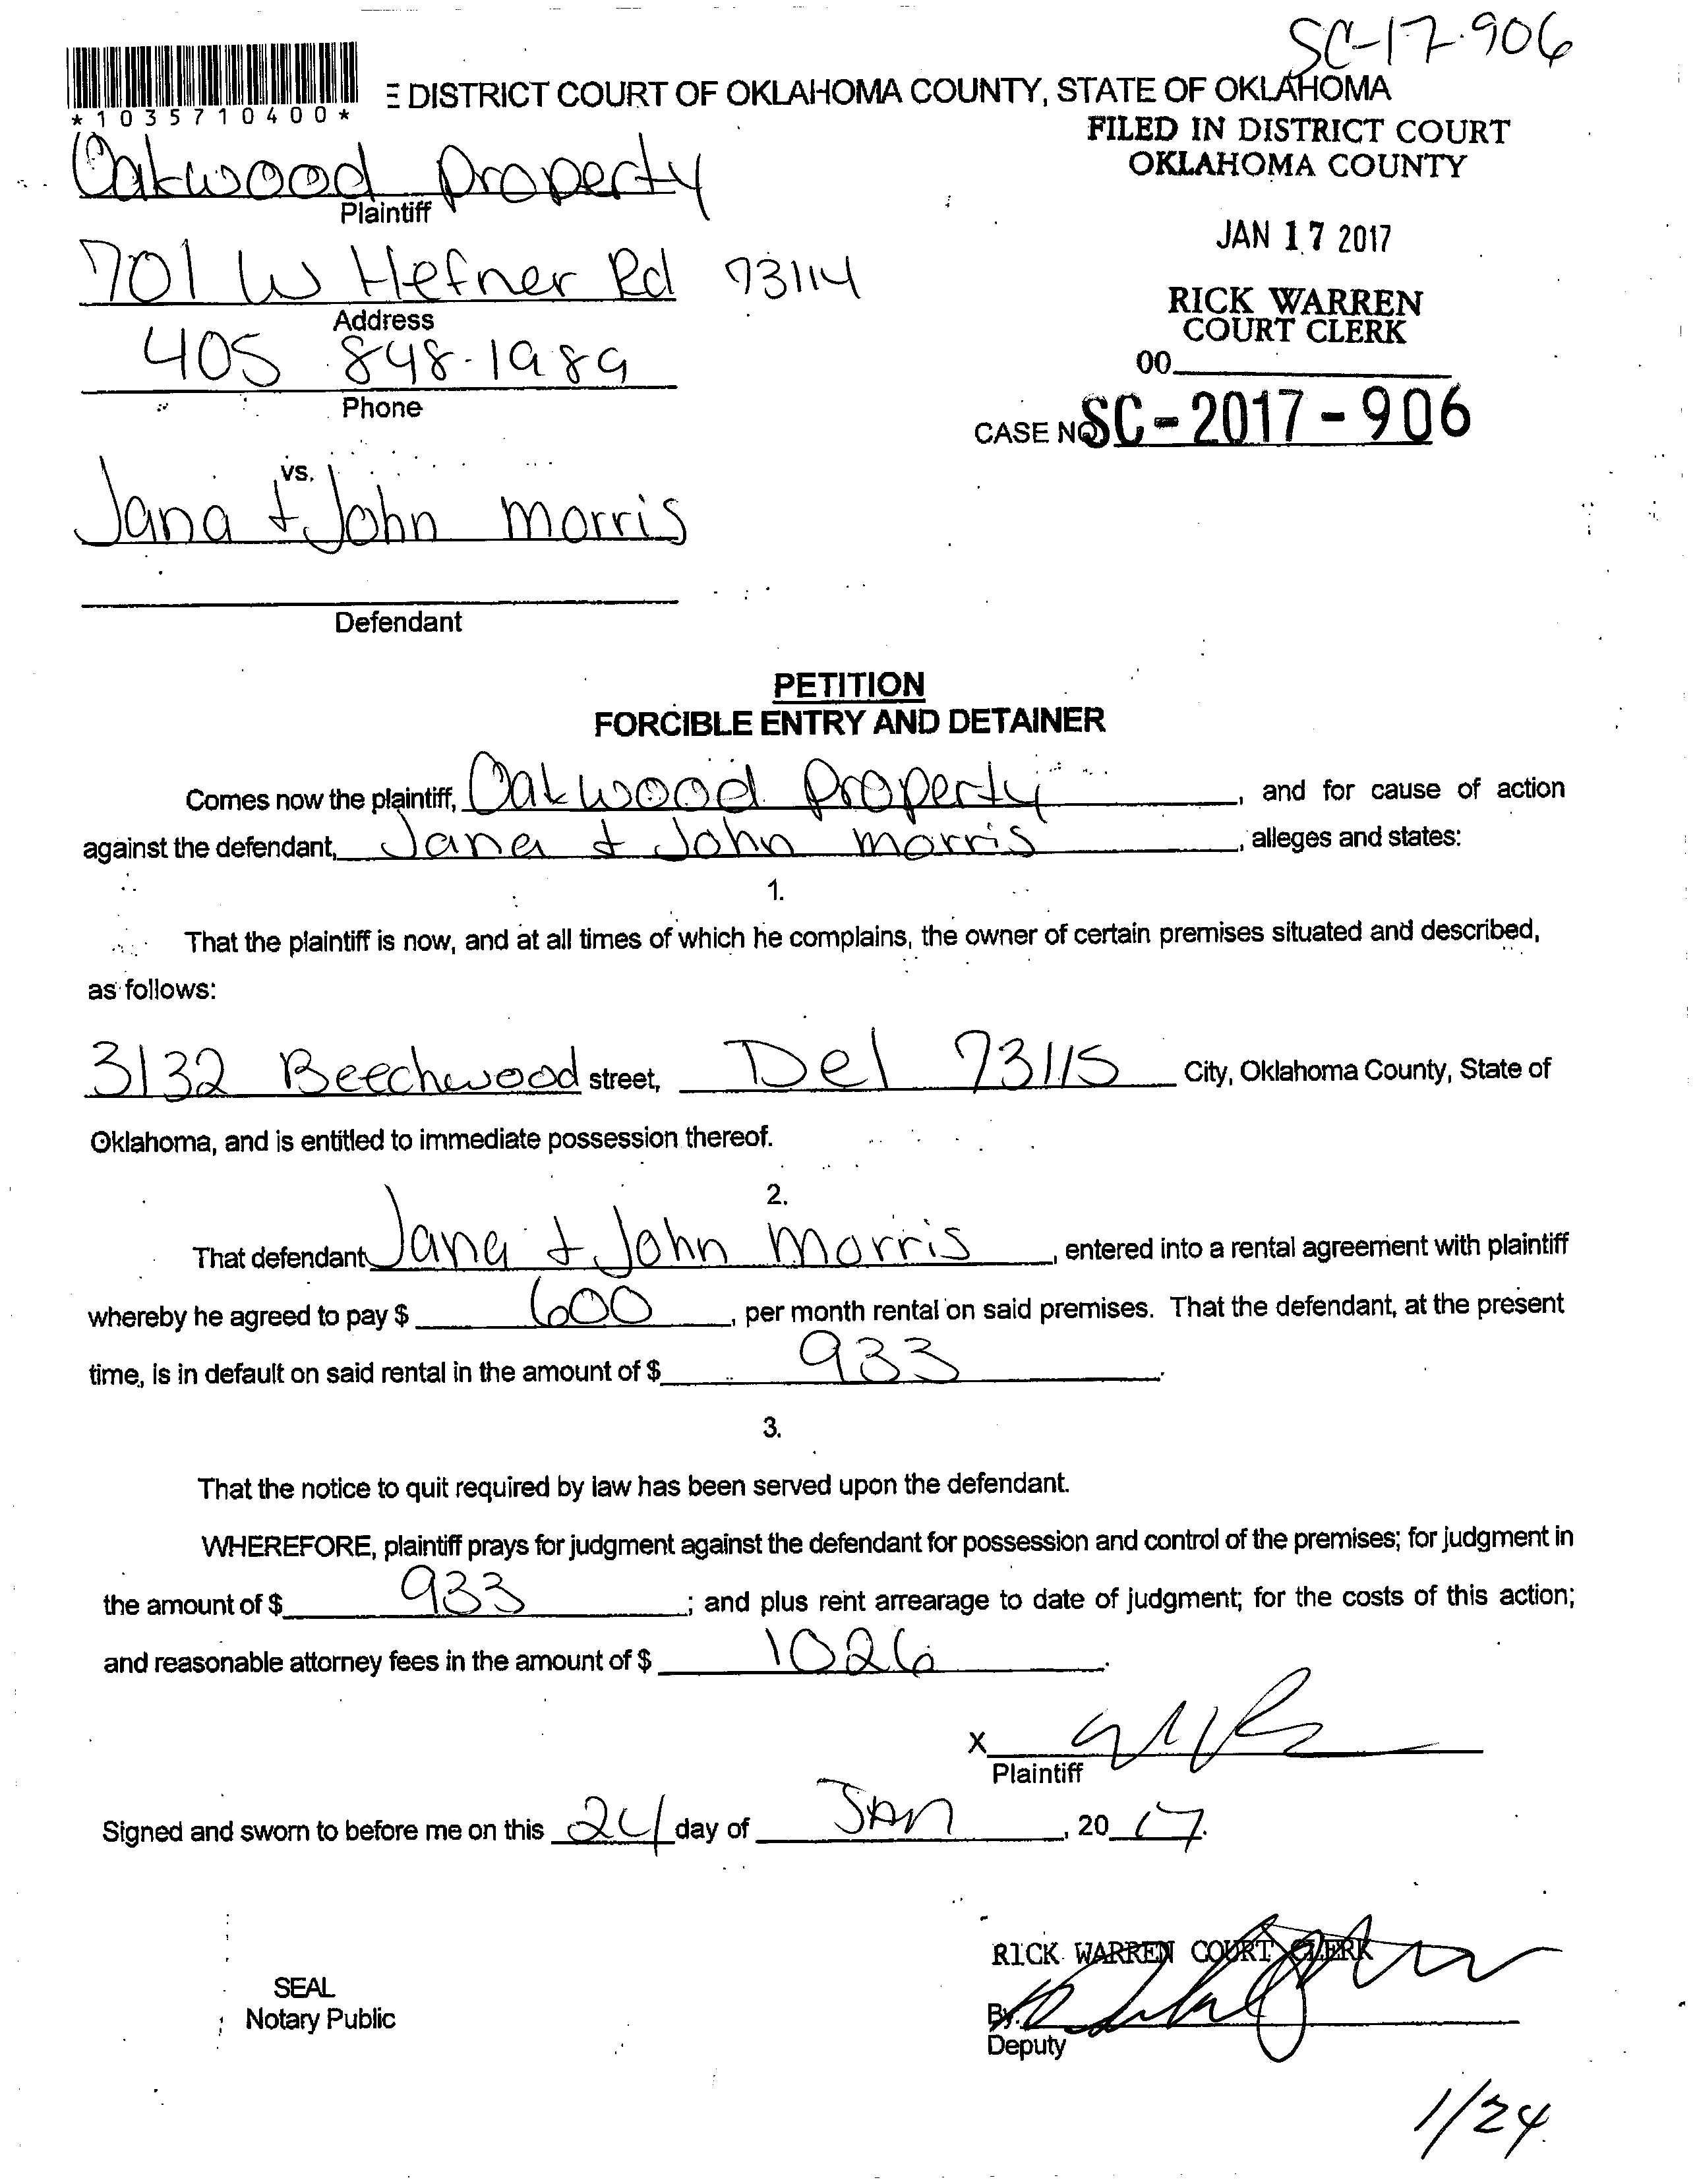 SC-17-906
E DISTRICT COURT OF OKLAHOMA COUNTY, STATE OF OKLAHOMA
*1035710400*
FILED IN DISTRICT COURT
OKLAHOMA COUNTY
Oakwood Property
Plaintiff
JAN 17 2017
701 W Hefner Rd 73114
Address
RICK WARREN
COURT CLERK
405 848-1989
Phone
00
CASE NO SC-2017-906
vs.
Jana + John Morris
Defendant
PETITION
FORCIBLE ENTRY AND DETAINER
Comes now the plaintiff, Oakwood Property, and for cause of action
against the defendant, Jana + John Morris, alleges and states:
1.
That the plaintiff is now, and at all times of which he complains, the owner of certain premises situated and described,
as follows:
3132 Beechwood street, Del 73115 City, Oklahoma County, State of
Oklahoma, and is entitled to immediate possession thereof.
2.
That defendant Jana + John Morris, entered into a rental agreement with plaintiff
whereby he agreed to pay $ 600, per month rental on said premises. That the defendant, at the present
time, is in default on said rental in the amount of $ 933.
3.
That the notice to quit required by law has been served upon the defendant.
WHEREFORE, plaintiff prays for judgment against the defendant for possession and control of the premises; for judgment in
the amount of $ 933; and plus rent arrearage to date of judgment; for the costs of this action;
and reasonable attorney fees in the amount of $ 1026.
X
Plaintiff
Signed and sworn to before me on this 24 day of JAN, 20 17.
RICK WARREN COURT CLERK
SEAL
Notary Public
By.
Deputy
1/24